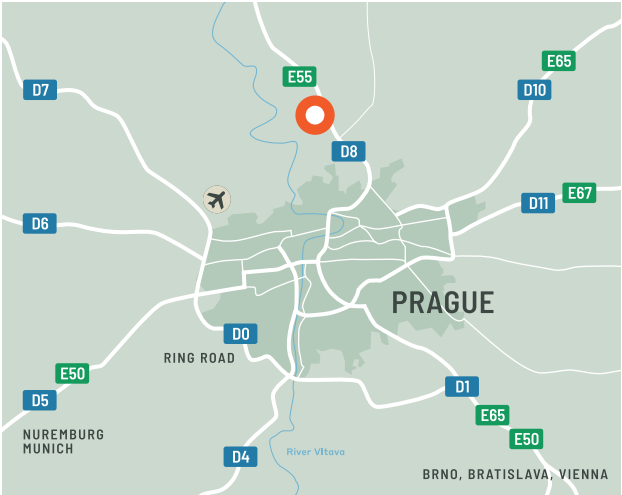 E65
E55
D7
D10
D8
E67
D11
D6
PRAGUE
D0
RING ROAD
E50
D1
D5
E65
NUREMBURG
MUNICH
E50
River Vltava
D4
BRNO, BRATISLAVA, VIENNA